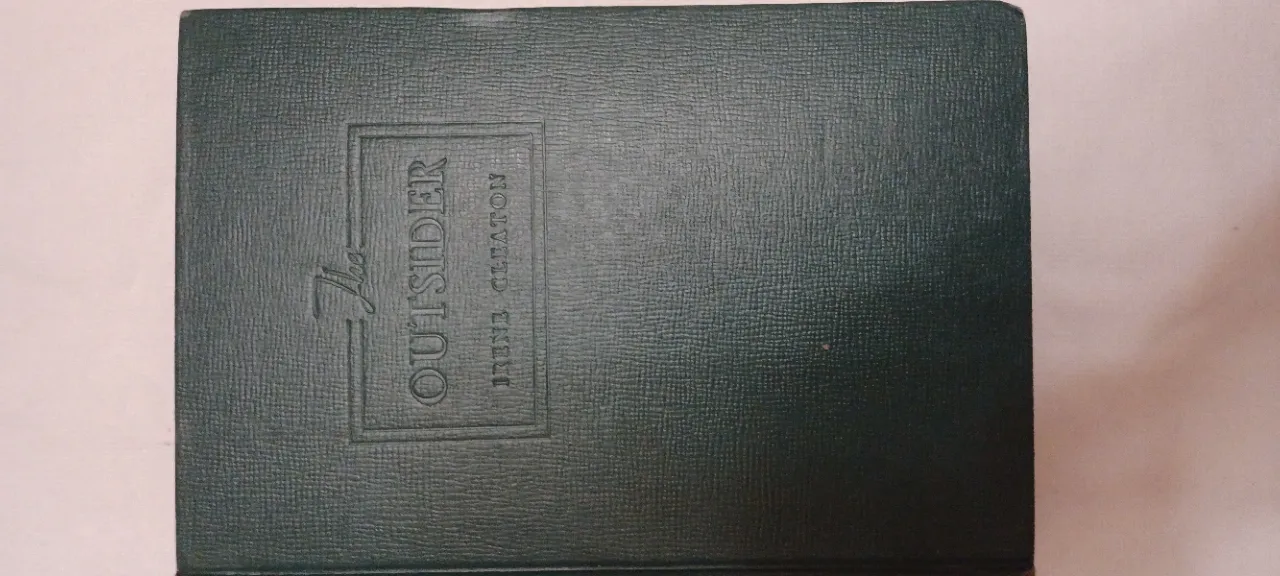 The
OUTSIDER
IRENE CLEATON